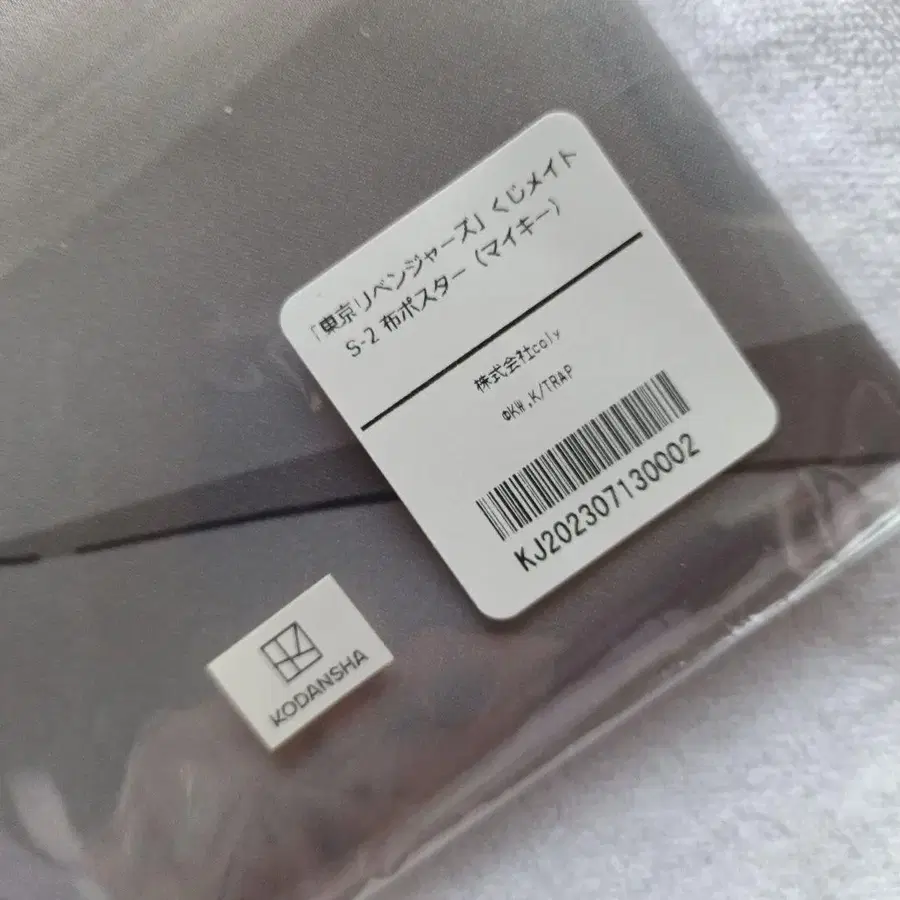 「東京リベンジャーズ」くじメイト
S-2 布ポスター（マイキー）
株式会社coly
©KW,K/TRAP
KJ202307130002
KODANSHA